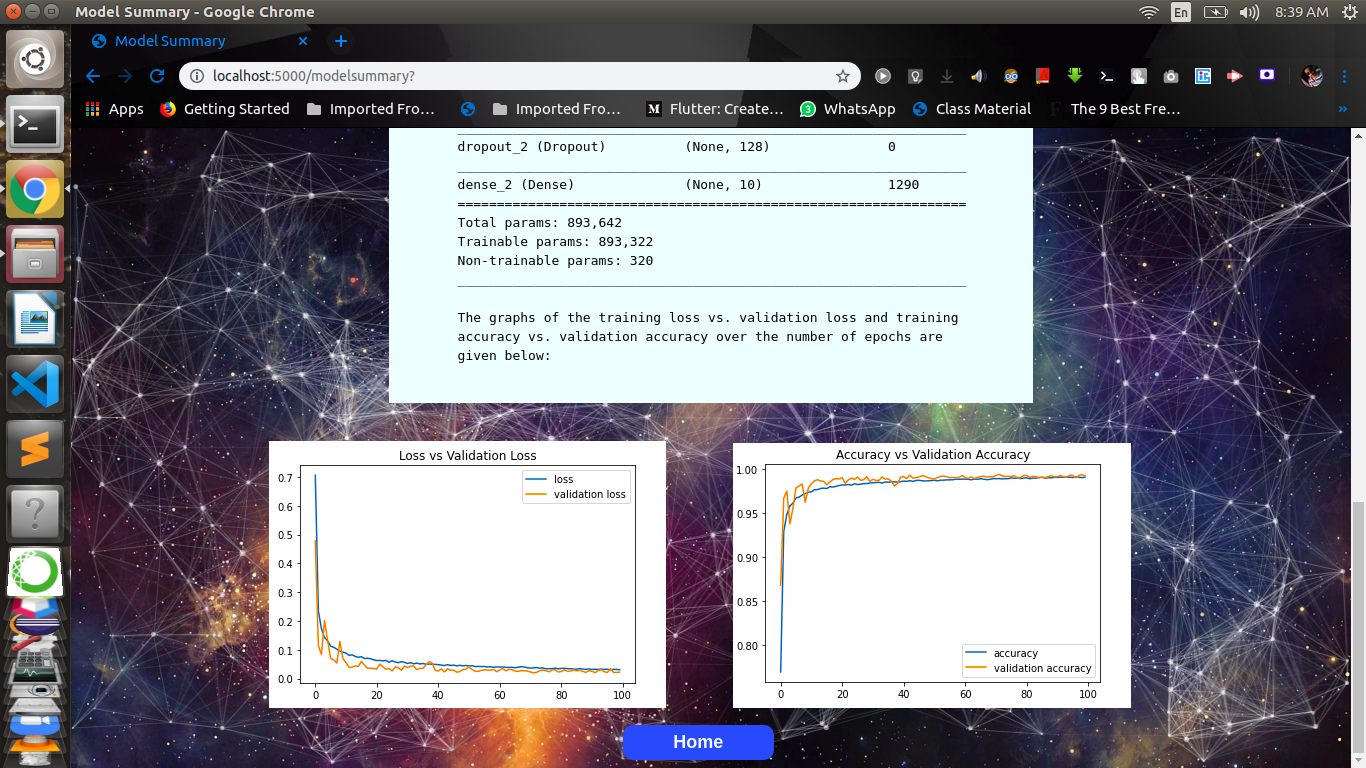 Model Summary - Google Chrome
En
8:39 AM
Model Summary
localhost:5000/modelsummary?
Apps
Getting Started
Imported Fro...
Imported Fro...
M
Flutter: Create...
3
WhatsApp
Class Material
F
The 9 Best Fre...
»
dropout_2 (Dropout) (None, 128) 0
dense_2 (Dense) (None, 10) 1290
=================================================================
Total params: 893,642
Trainable params: 893,322
Non-trainable params: 320
The graphs of the training loss vs. validation loss and training
accuracy vs. validation accuracy over the number of epochs are
given below:
Loss vs Validation Loss
loss
validation loss
0.7
0.6
0.5
0.4
0.3
0.2
0.1
0.0
0 20 40 60 80 100
Accuracy vs Validation Accuracy
1.00
0.95
0.90
0.85
0.80
accuracy
validation accuracy
0 20 40 60 80 100
Home